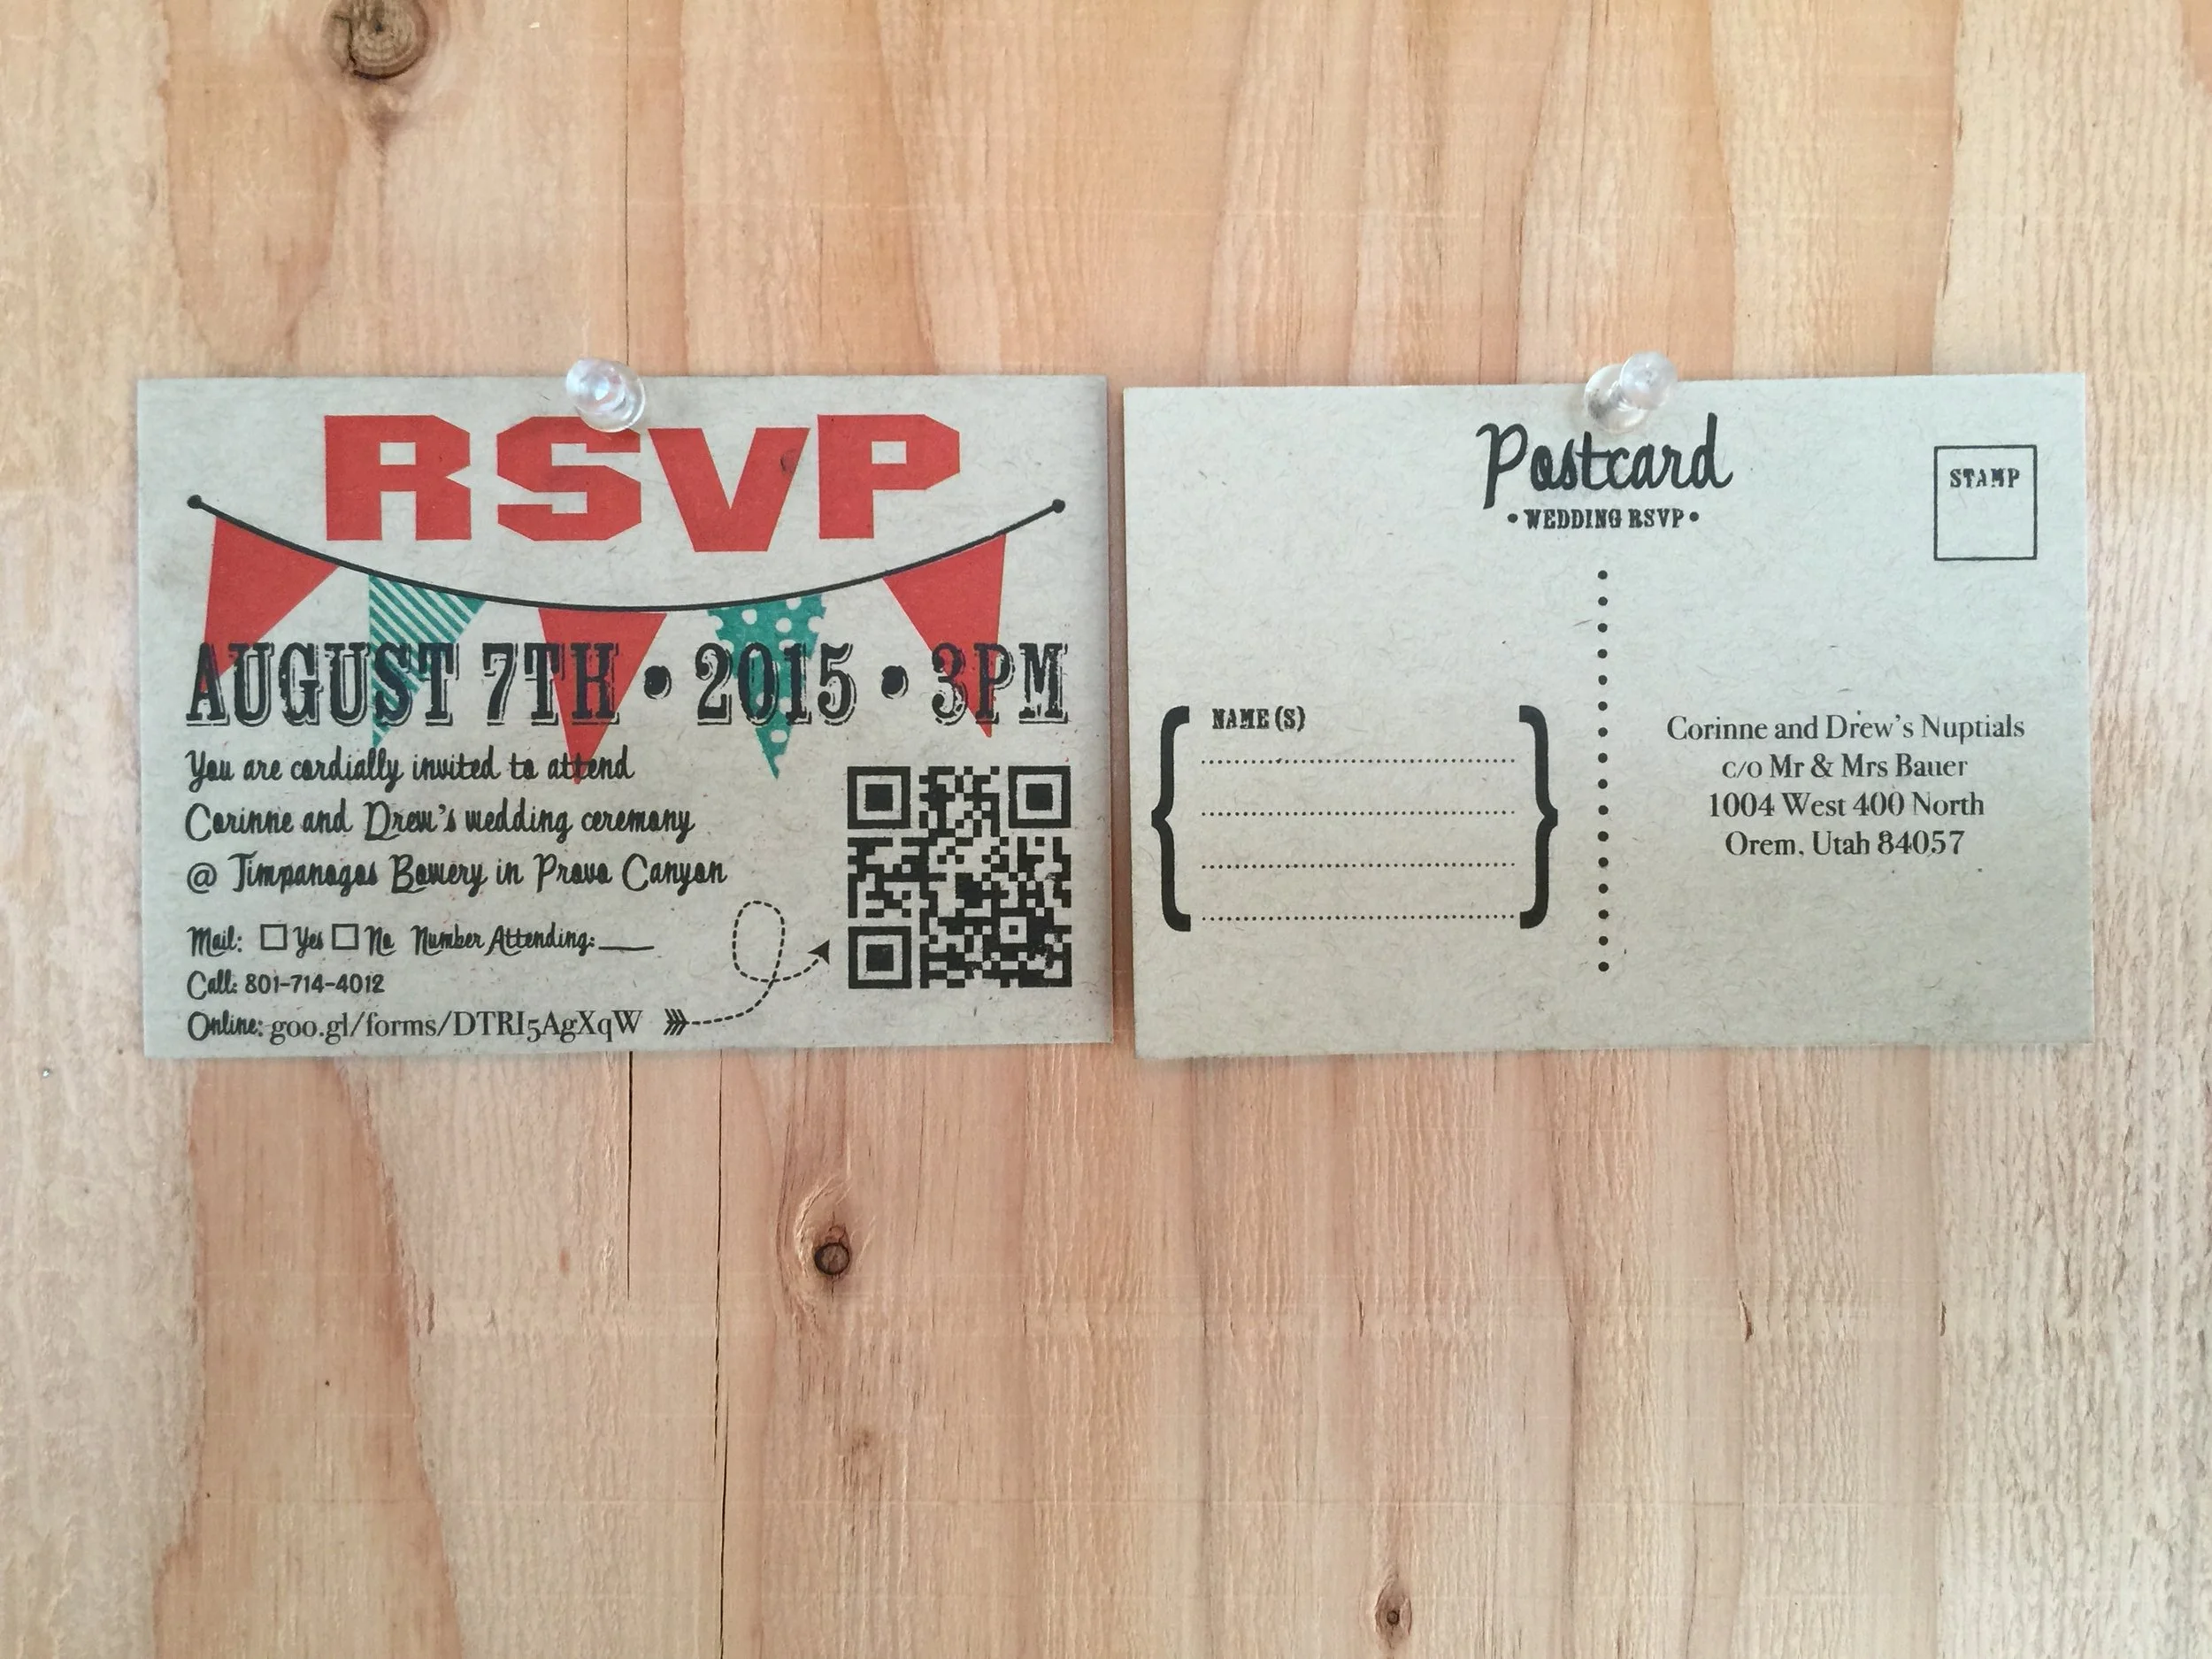 RSVP
AUGUST 7TH • 2015 • 3PM
You are cordially invited to attend
Corinne and Drew's wedding ceremony
@ Timpanogos Bowery in Provo Canyon
Mail: Yes No Number Attending:___
Call: 801-714-4012
Online: goo.gl/forms/DTRI5AgXqW
Postcard
• WEDDING RSVP •
STAMP
NAME(S)
Corinne and Drew's Nuptials
c/o Mr & Mrs Bauer
1004 West 400 North
Orem, Utah 84057